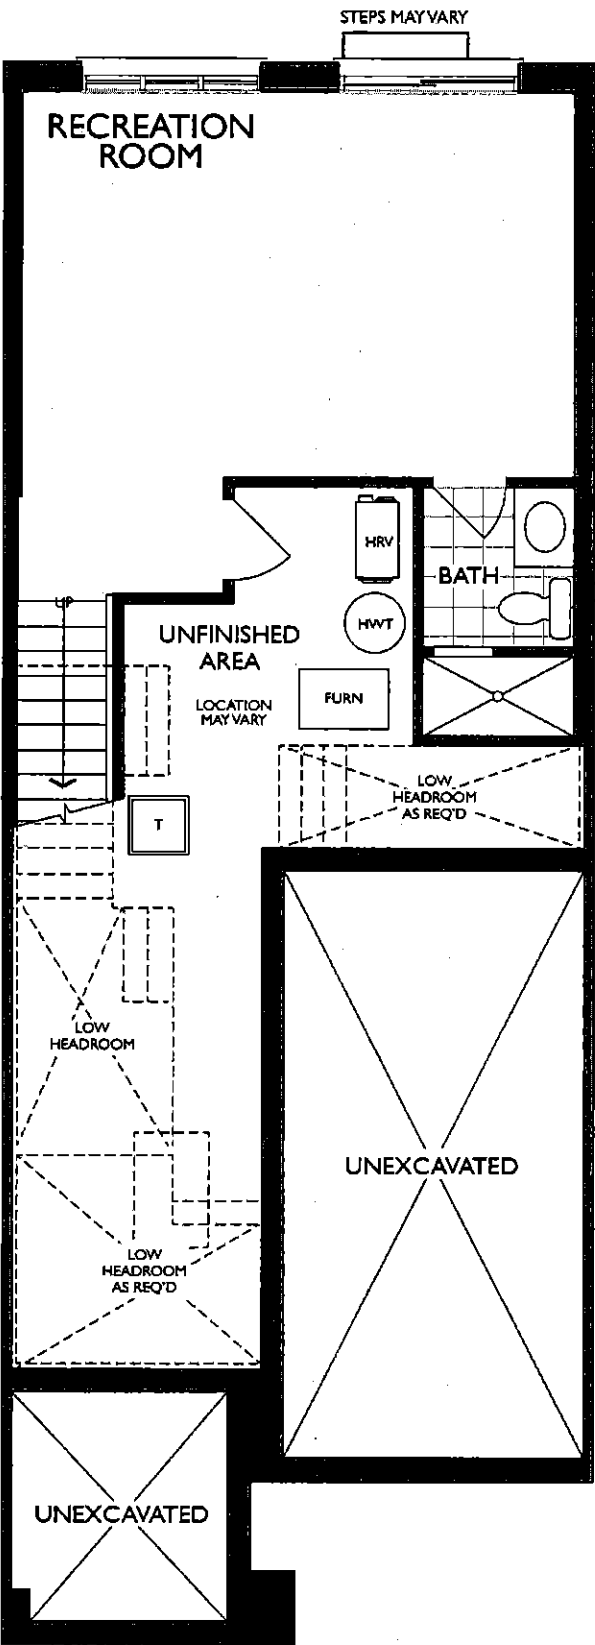 STEPS MAY VARY
RECREATION
ROOM
HRV
BATH
UP
HWT
UNFINISHED
AREA
LOCATION
MAY VARY
FURN
LOW
HEADROOM
AS REQ'D
T
LOW
HEADROOM
UNEXCAVATED
LOW
HEADROOM
AS REQ'D
UNEXCAVATED